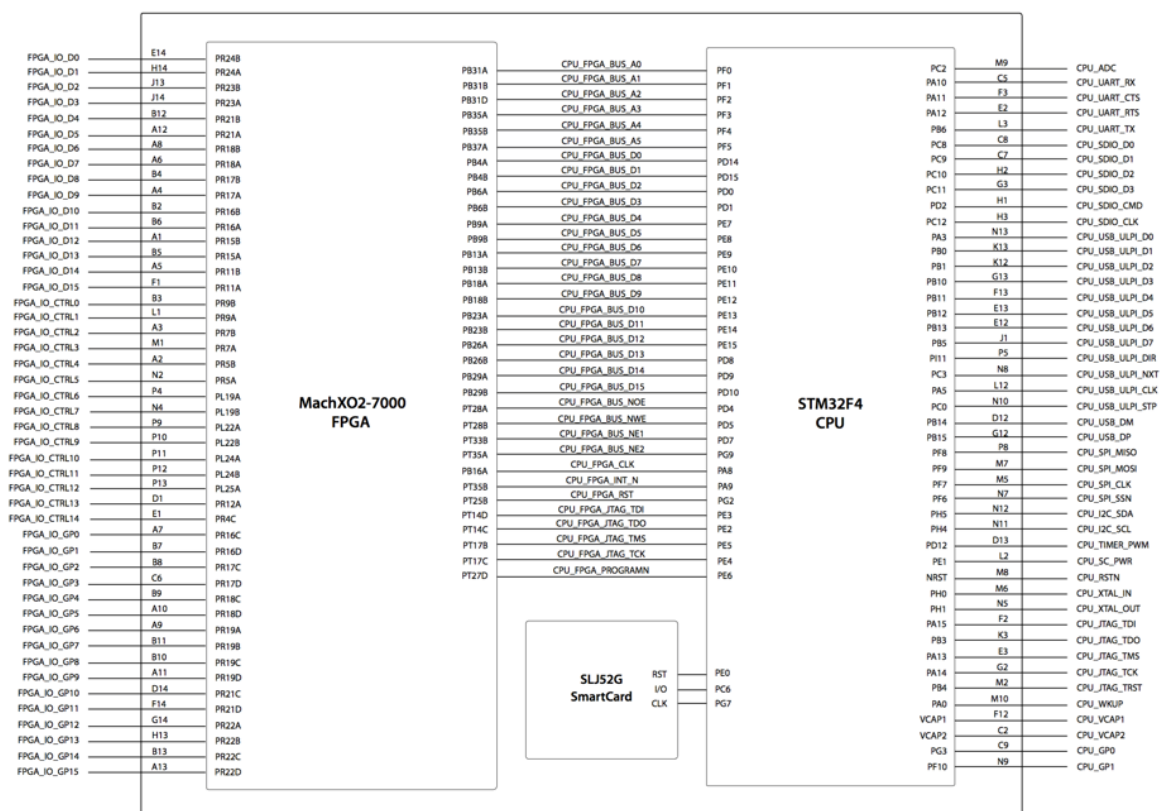 FPGA_IO_D0 E14 PR24B
FPGA_IO_D1 H14 PR24A
FPGA_IO_D2 J13 PR23B
FPGA_IO_D3 J14 PR23A
FPGA_IO_D4 B12 PR21B
FPGA_IO_D5 A12 PR21A
FPGA_IO_D6 A8 PR18B
FPGA_IO_D7 A6 PR18A
FPGA_IO_D8 B4 PR17B
FPGA_IO_D9 A4 PR17A
FPGA_IO_D10 B2 PR16B
FPGA_IO_D11 B6 PR16A
FPGA_IO_D12 A1 PR15B
FPGA_IO_D13 B5 PR15A
FPGA_IO_D14 A5 PR11B
FPGA_IO_D15 F1 PR11A
FPGA_IO_CTRL0 B3 PR9B
FPGA_IO_CTRL1 L1 PR9A
FPGA_IO_CTRL2 A3 PR7B
FPGA_IO_CTRL3 M1 PR7A
FPGA_IO_CTRL4 A2 PR5B
FPGA_IO_CTRL5 N2 PR5A
FPGA_IO_CTRL6 P4 PL19A
FPGA_IO_CTRL7 N4 PL19B
FPGA_IO_CTRL8 P9 PL22A
FPGA_IO_CTRL9 P10 PL22B
FPGA_IO_CTRL10 P11 PL24A
FPGA_IO_CTRL11 P12 PL24B
FPGA_IO_CTRL12 P13 PL25A
FPGA_IO_CTRL13 D1 PR12A
FPGA_IO_CTRL14 E1 PR4C
FPGA_IO_GP0 A7 PR16C
FPGA_IO_GP1 B7 PR16D
FPGA_IO_GP2 B8 PR17C
FPGA_IO_GP3 C6 PR17D
FPGA_IO_GP4 B9 PR18C
FPGA_IO_GP5 A10 PR18D
FPGA_IO_GP6 A9 PR19A
FPGA_IO_GP7 B11 PR19B
FPGA_IO_GP8 B10 PR19C
FPGA_IO_GP9 A11 PR19D
FPGA_IO_GP10 D14 PR21C
FPGA_IO_GP11 F14 PR21D
FPGA_IO_GP12 G14 PR22A
FPGA_IO_GP13 H13 PR22B
FPGA_IO_GP14 B13 PR22C
FPGA_IO_GP15 A13 PR22D
MachXO2-7000
FPGA
PB31A CPU_FPGA_BUS_A0 PF0
PB31B CPU_FPGA_BUS_A1 PF1
PB31D CPU_FPGA_BUS_A2 PF2
PB35A CPU_FPGA_BUS_A3 PF3
PB35B CPU_FPGA_BUS_A4 PF4
PB37A CPU_FPGA_BUS_A5 PF5
PB4A CPU_FPGA_BUS_D0 PD14
PB4B CPU_FPGA_BUS_D1 PD15
PB6A CPU_FPGA_BUS_D2 PD0
PB6B CPU_FPGA_BUS_D3 PD1
PB9A CPU_FPGA_BUS_D4 PE7
PB9B CPU_FPGA_BUS_D5 PE8
PB13A CPU_FPGA_BUS_D6 PE9
PB13B CPU_FPGA_BUS_D7 PE10
PB18A CPU_FPGA_BUS_D8 PE11
PB18B CPU_FPGA_BUS_D9 PE12
PB23A CPU_FPGA_BUS_D10 PE13
PB23B CPU_FPGA_BUS_D11 PE14
PB26A CPU_FPGA_BUS_D12 PE15
PB26B CPU_FPGA_BUS_D13 PD8
PB29A CPU_FPGA_BUS_D14 PD9
PB29B CPU_FPGA_BUS_D15 PD10
PT28A CPU_FPGA_BUS_NOE PD4
PT28B CPU_FPGA_BUS_NWE PD5
PT33B CPU_FPGA_BUS_NE1 PD7
PT35A CPU_FPGA_BUS_NE2 PG9
PB16A CPU_FPGA_CLK PA8
PT35B CPU_FPGA_INT_N PA9
PT25B CPU_FPGA_RST PG2
PT14D CPU_FPGA_JTAG_TDI PE3
PT14C CPU_FPGA_JTAG_TDO PE2
PT17B CPU_FPGA_JTAG_TMS PE5
PT17C CPU_FPGA_JTAG_TCK PE4
PT27D CPU_FPGA_PROGRAMN PE6
SLJ52G
SmartCard
RST PE0
I/O PC6
CLK PG7
STM32F4
CPU
PC2 M9 CPU_ADC
PA10 C5 CPU_UART_RX
PA11 F3 CPU_UART_CTS
PA12 E2 CPU_UART_RTS
PB6 L3 CPU_UART_TX
PC8 C8 CPU_SDIO_D0
PC9 C7 CPU_SDIO_D1
PC10 H2 CPU_SDIO_D2
PC11 G3 CPU_SDIO_D3
PD2 H1 CPU_SDIO_CMD
PC12 H3 CPU_SDIO_CLK
PA3 N13 CPU_USB_ULPI_D0
PB0 K13 CPU_USB_ULPI_D1
PB1 K12 CPU_USB_ULPI_D2
PB10 G13 CPU_USB_ULPI_D3
PB11 F13 CPU_USB_ULPI_D4
PB12 E13 CPU_USB_ULPI_D5
PB13 E12 CPU_USB_ULPI_D6
PB5 J1 CPU_USB_ULPI_D7
PI11 P5 CPU_USB_ULPI_DIR
PC3 N8 CPU_USB_ULPI_NXT
PA5 L12 CPU_USB_ULPI_CLK
PC0 N10 CPU_USB_ULPI_STP
PB14 D12 CPU_USB_DM
PB15 G12 CPU_USB_DP
PF8 P8 CPU_SPI_MISO
PF9 M7 CPU_SPI_MOSI
PF7 M5 CPU_SPI_CLK
PF6 N7 CPU_SPI_SSN
PH5 N12 CPU_I2C_SDA
PH4 N11 CPU_I2C_SCL
PD12 D13 CPU_TIMER_PWM
PE1 L2 CPU_SC_PWR
NRST M8 CPU_RSTN
PH0 M6 CPU_XTAL_IN
PH1 N5 CPU_XTAL_OUT
PA15 F2 CPU_JTAG_TDI
PB3 K3 CPU_JTAG_TDO
PA13 E3 CPU_JTAG_TMS
PA14 G2 CPU_JTAG_TCK
PB4 M2 CPU_JTAG_TRST
PA0 M10 CPU_WKUP
VCAP1 F12 CPU_VCAP1
VCAP2 C2 CPU_VCAP2
PG3 C9 CPU_GP0
PF10 N9 CPU_GP1